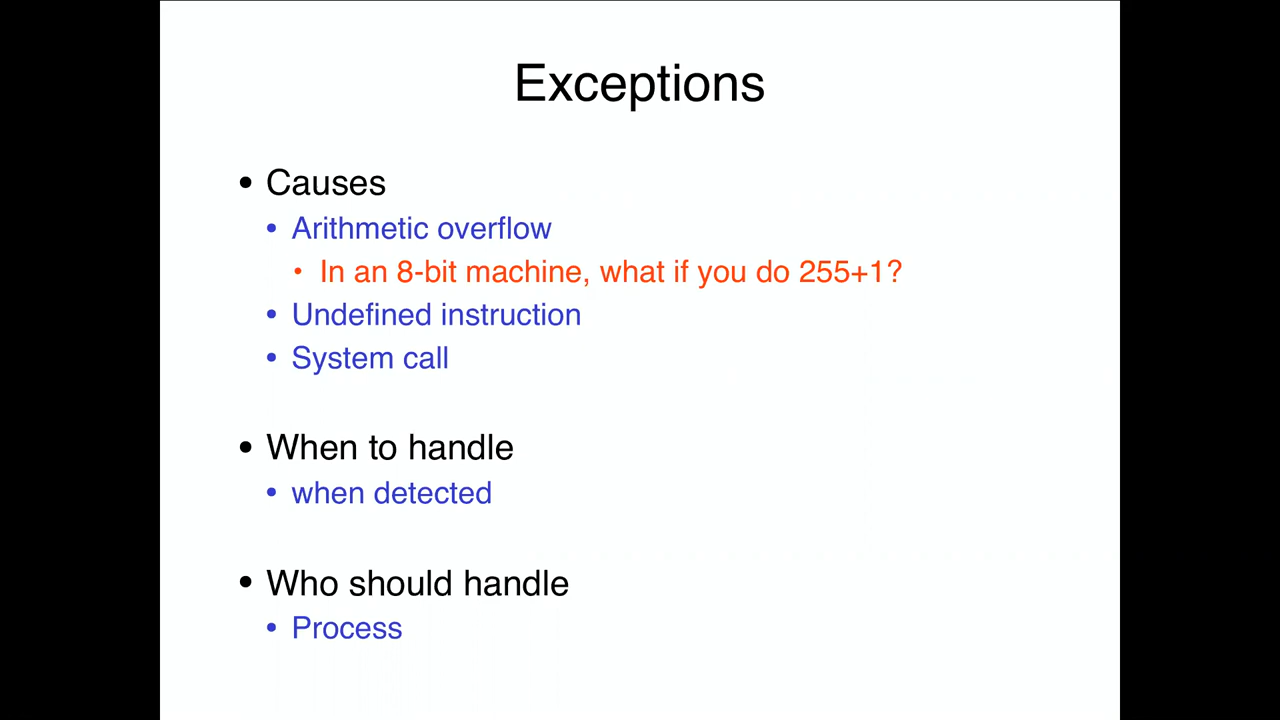 Exceptions
• Causes
• Arithmetic overflow
• In an 8-bit machine, what if you do 255+1?
• Undefined instruction
• System call
• When to handle
• when detected
• Who should handle
• Process